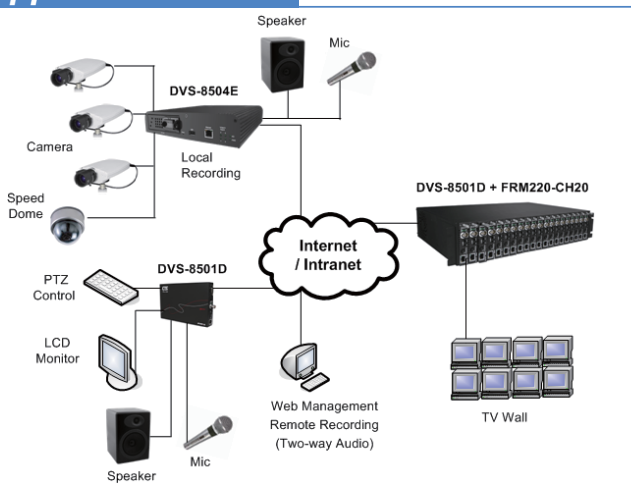 Speaker
Mic
DVS-8504E
Camera
Local
Recording
Speed
Dome
DVS-8501D + FRM220-CH20
Internet
/ Intranet
DVS-8501D
PTZ
Control
LCD
Monitor
Web Management
Remote Recording
(Two-way Audio)
TV Wall
Mic
Speaker